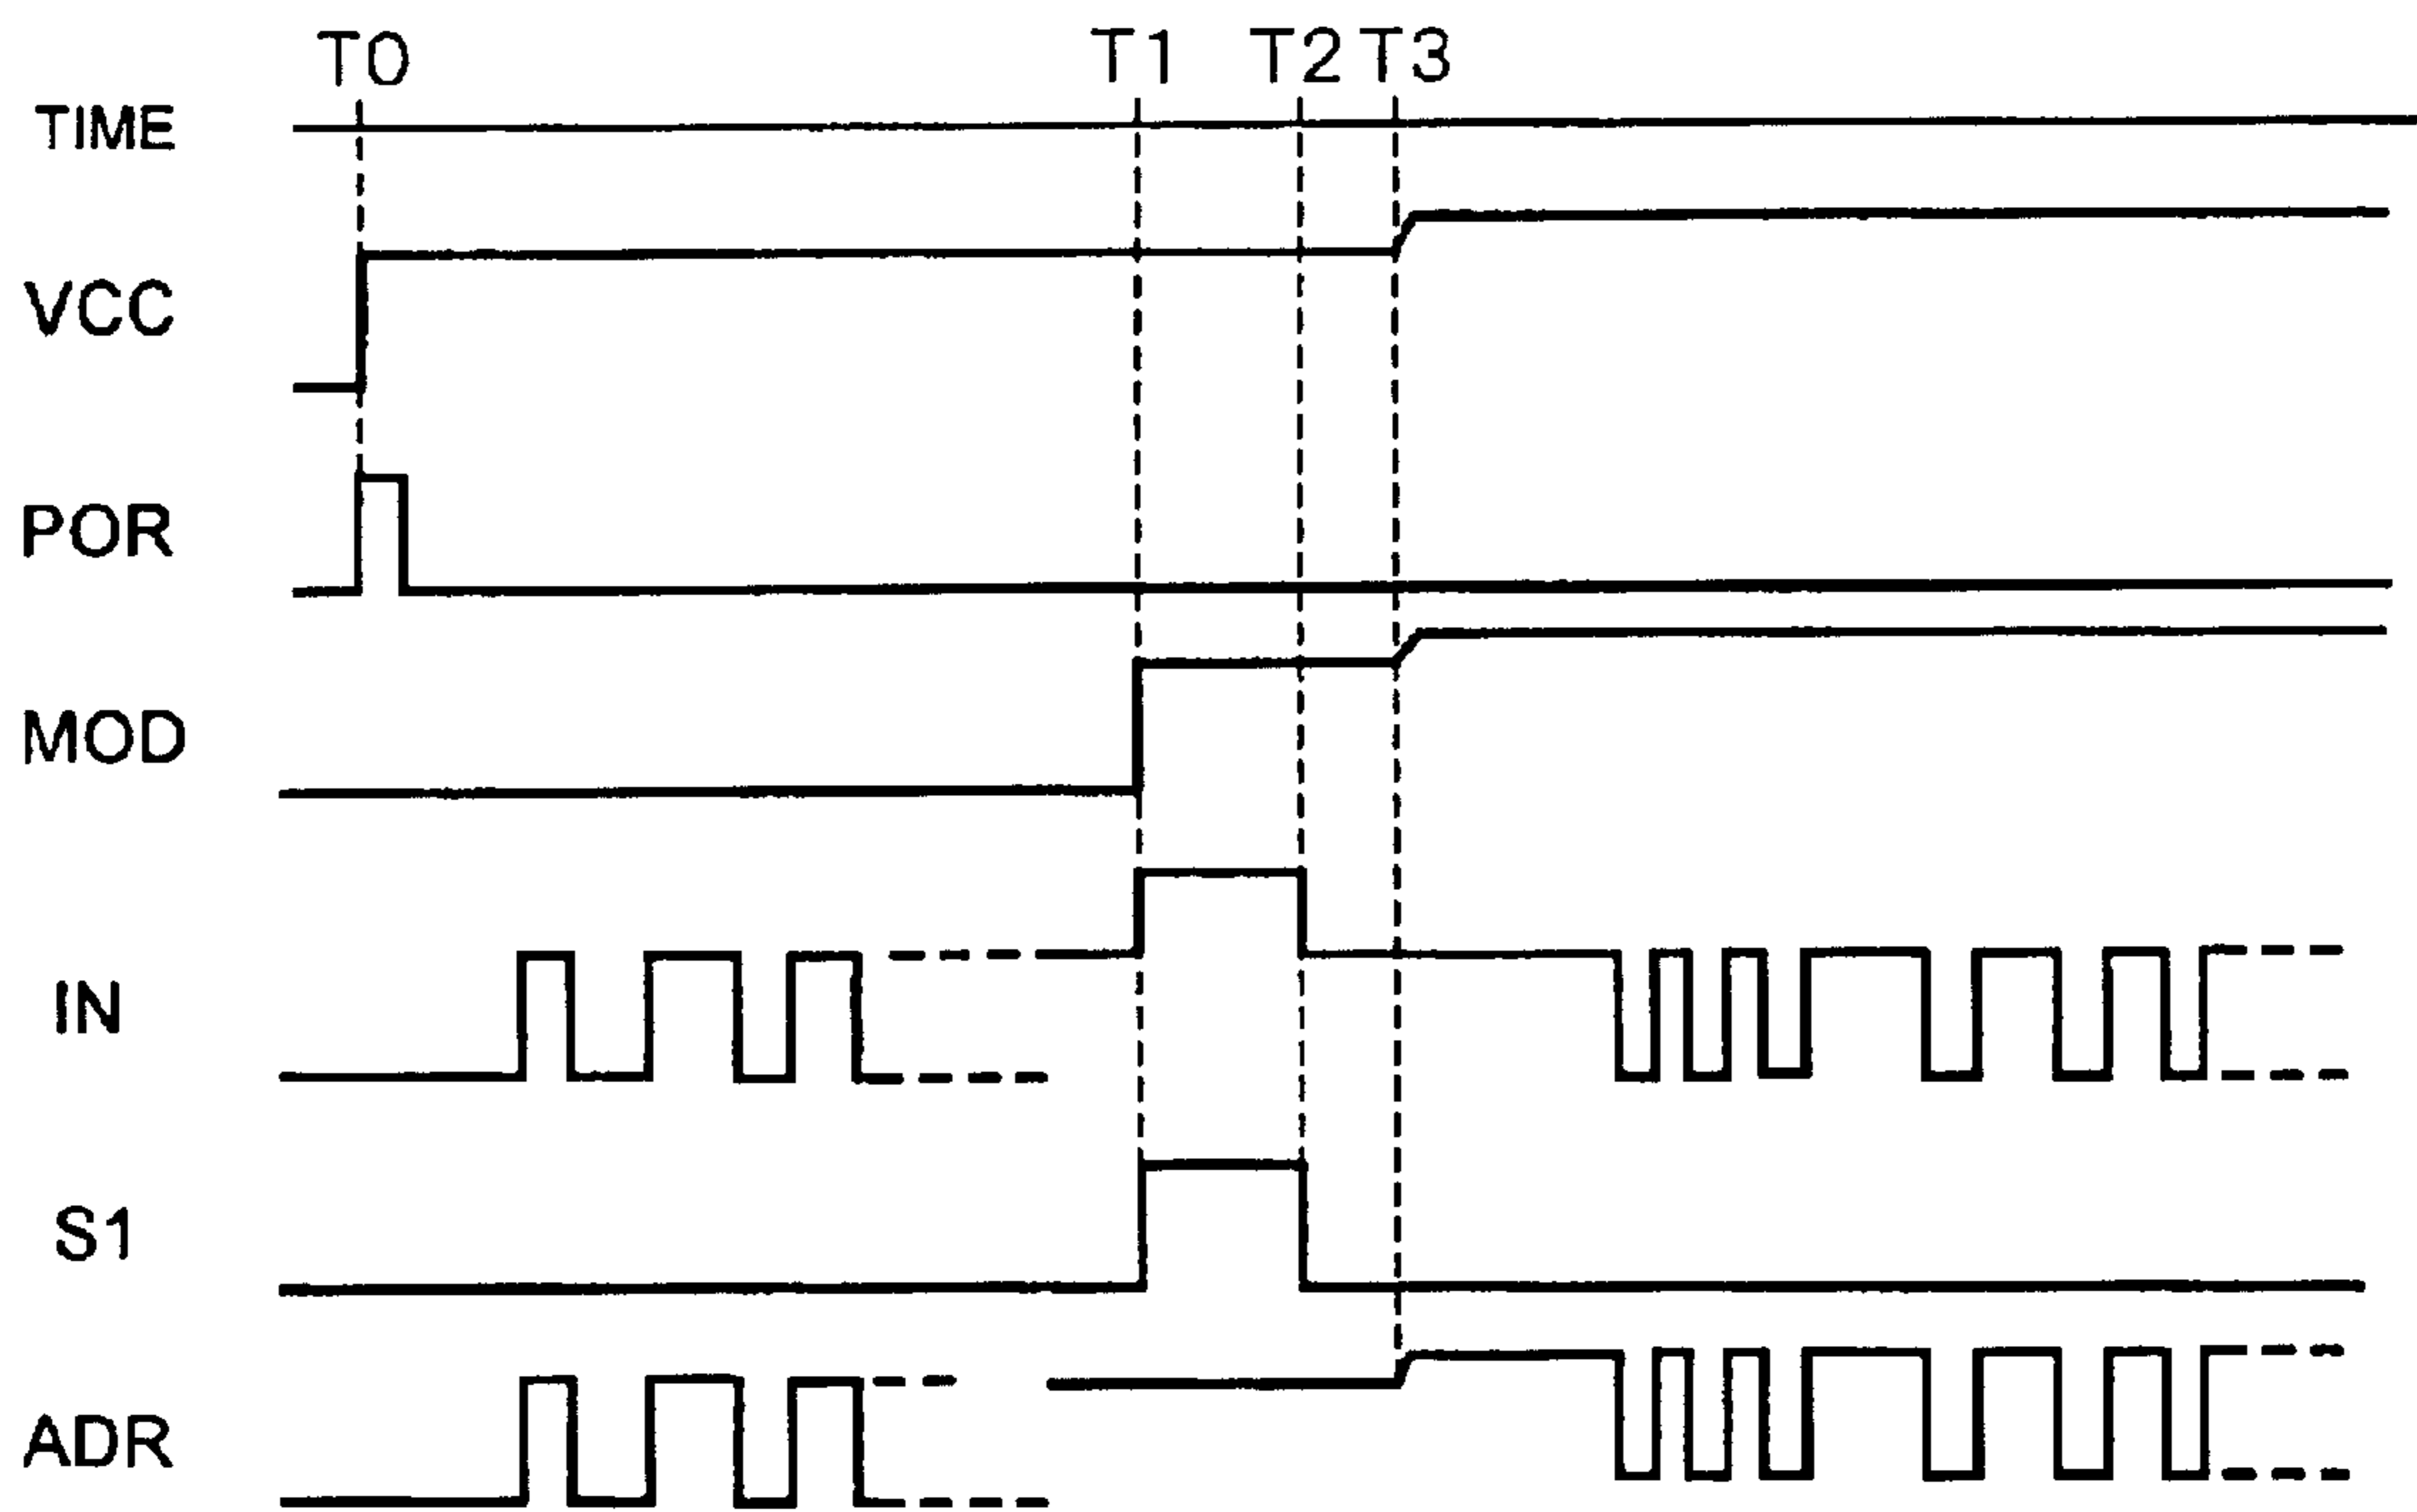 T0 T1 T2 T3
TIME
VCC
POR
MOD
IN
S1
ADR